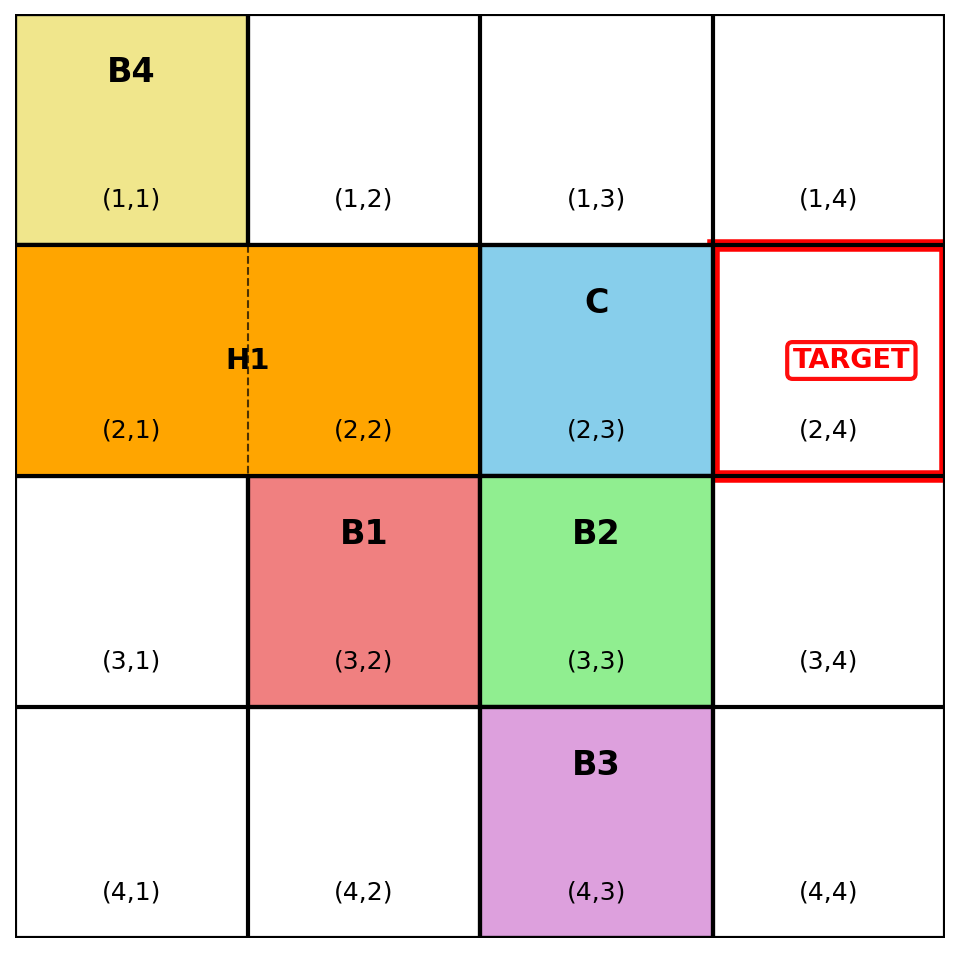 B4
(1,1)
(1,2)
(1,3)
(1,4)
C
H1
TARGET
(2,1)
(2,2)
(2,3)
(2,4)
B1
B2
(3,1)
(3,2)
(3,3)
(3,4)
B3
(4,1)
(4,2)
(4,3)
(4,4)